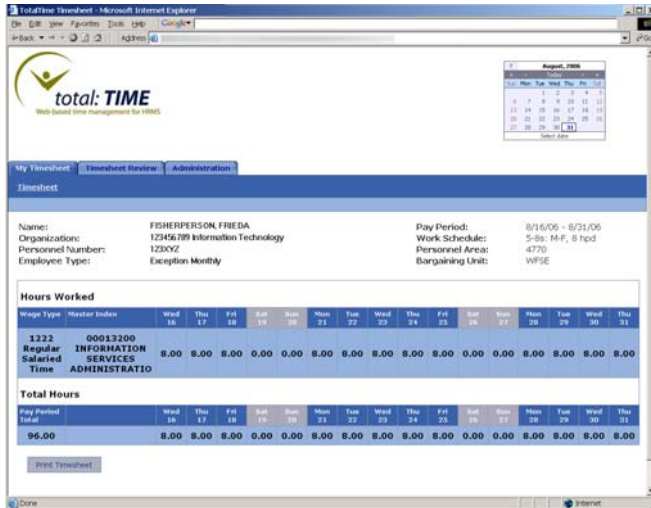 TotalTime Timesheet - Microsoft Internet Explorer
File Edit View Favorites Tools Help Google
Back Address
total: TIME
Web-based time management for HRMS
August, 2006
Today
Sun Mon Tue Wed Thu Fri Sat
1 2 3 4 5
6 7 8 9 10 11 12
13 14 15 16 17 18 19
20 21 22 23 24 25 26
27 28 29 30 31
Select date
My Timesheet Timesheet Review Administration
Timesheet
Name: FISHERPERSON, FRIEDA Pay Period: 8/16/06 - 8/31/06
Organization: 123456789 Information Technology Work Schedule: 5-8s: M-F, 8 hpd
Personnel Number: 123XYZ Personnel Area: 4770
Employee Type: Exception Monthly Bargaining Unit: WFSE
Hours Worked
Wage Type Master Index Wed 16 Thu 17 Fri 18 Sat 19 Sun 20 Mon 21 Tue 22 Wed 23 Thu 24 Fri 25 Sat 26 Sun 27 Mon 28 Tue 29 Wed 30 Thu 31
1222 Regular Salaried Time 00013200 INFORMATION SERVICES ADMINISTRATIO 8.00 8.00 8.00 0.00 0.00 8.00 8.00 8.00 8.00 8.00 0.00 0.00 8.00 8.00 8.00 8.00
Total Hours
Pay Period Total Wed 16 Thu 17 Fri 18 Sat 19 Sun 20 Mon 21 Tue 22 Wed 23 Thu 24 Fri 25 Sat 26 Sun 27 Mon 28 Tue 29 Wed 30 Thu 31
96.00 8.00 8.00 8.00 0.00 0.00 8.00 8.00 8.00 8.00 8.00 0.00 0.00 8.00 8.00 8.00 8.00
Print Timesheet
Done Internet